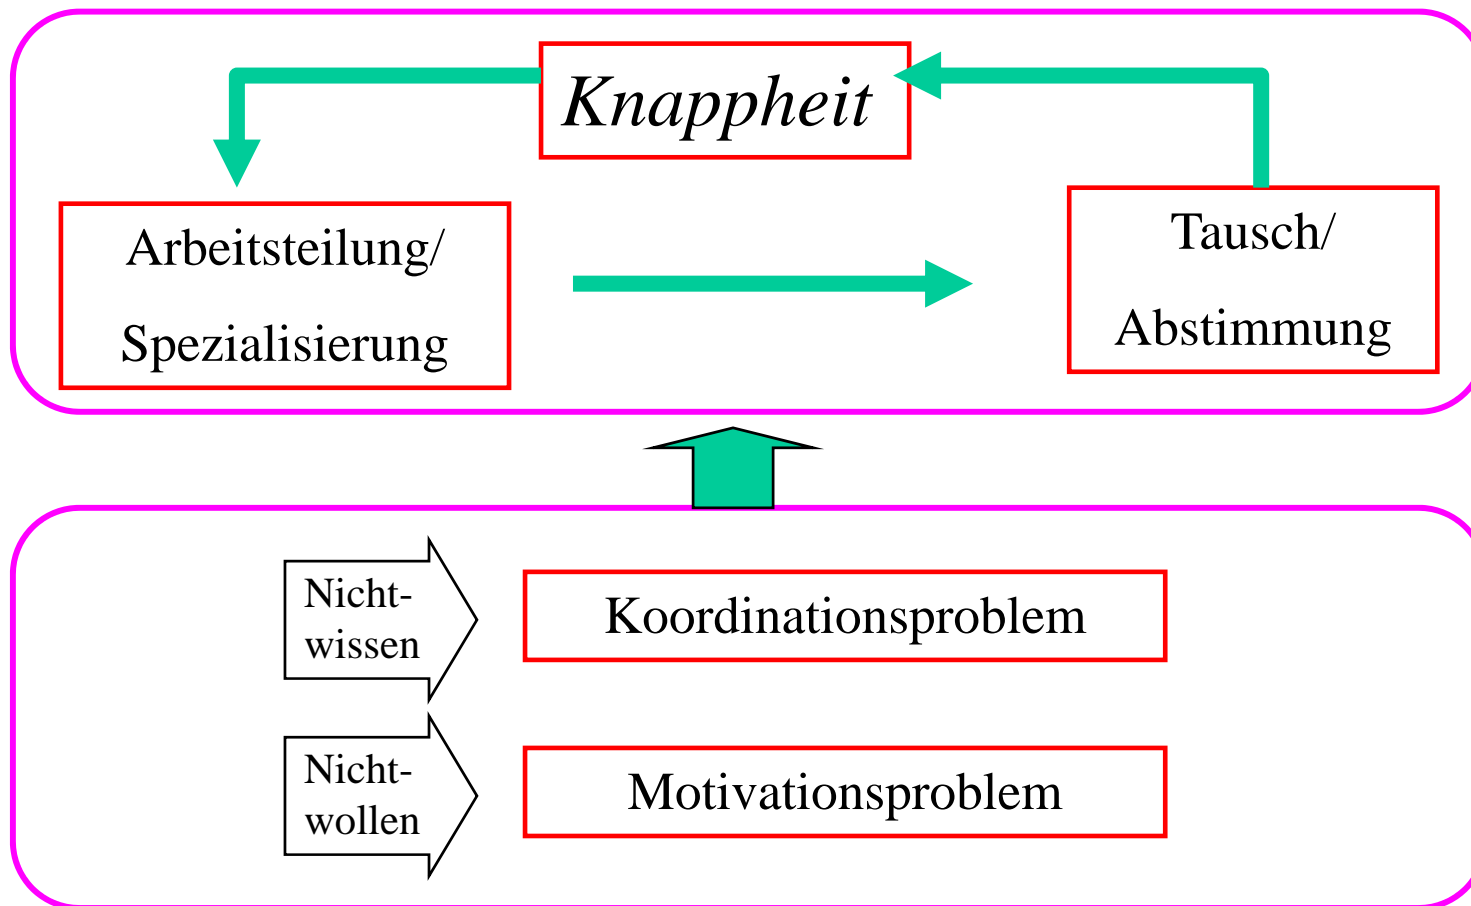 Knappheit
Arbeitsteilung/
Spezialisierung
Tausch/
Abstimmung
Nicht-
wissen
Koordinationsproblem
Nicht-
wollen
Motivationsproblem